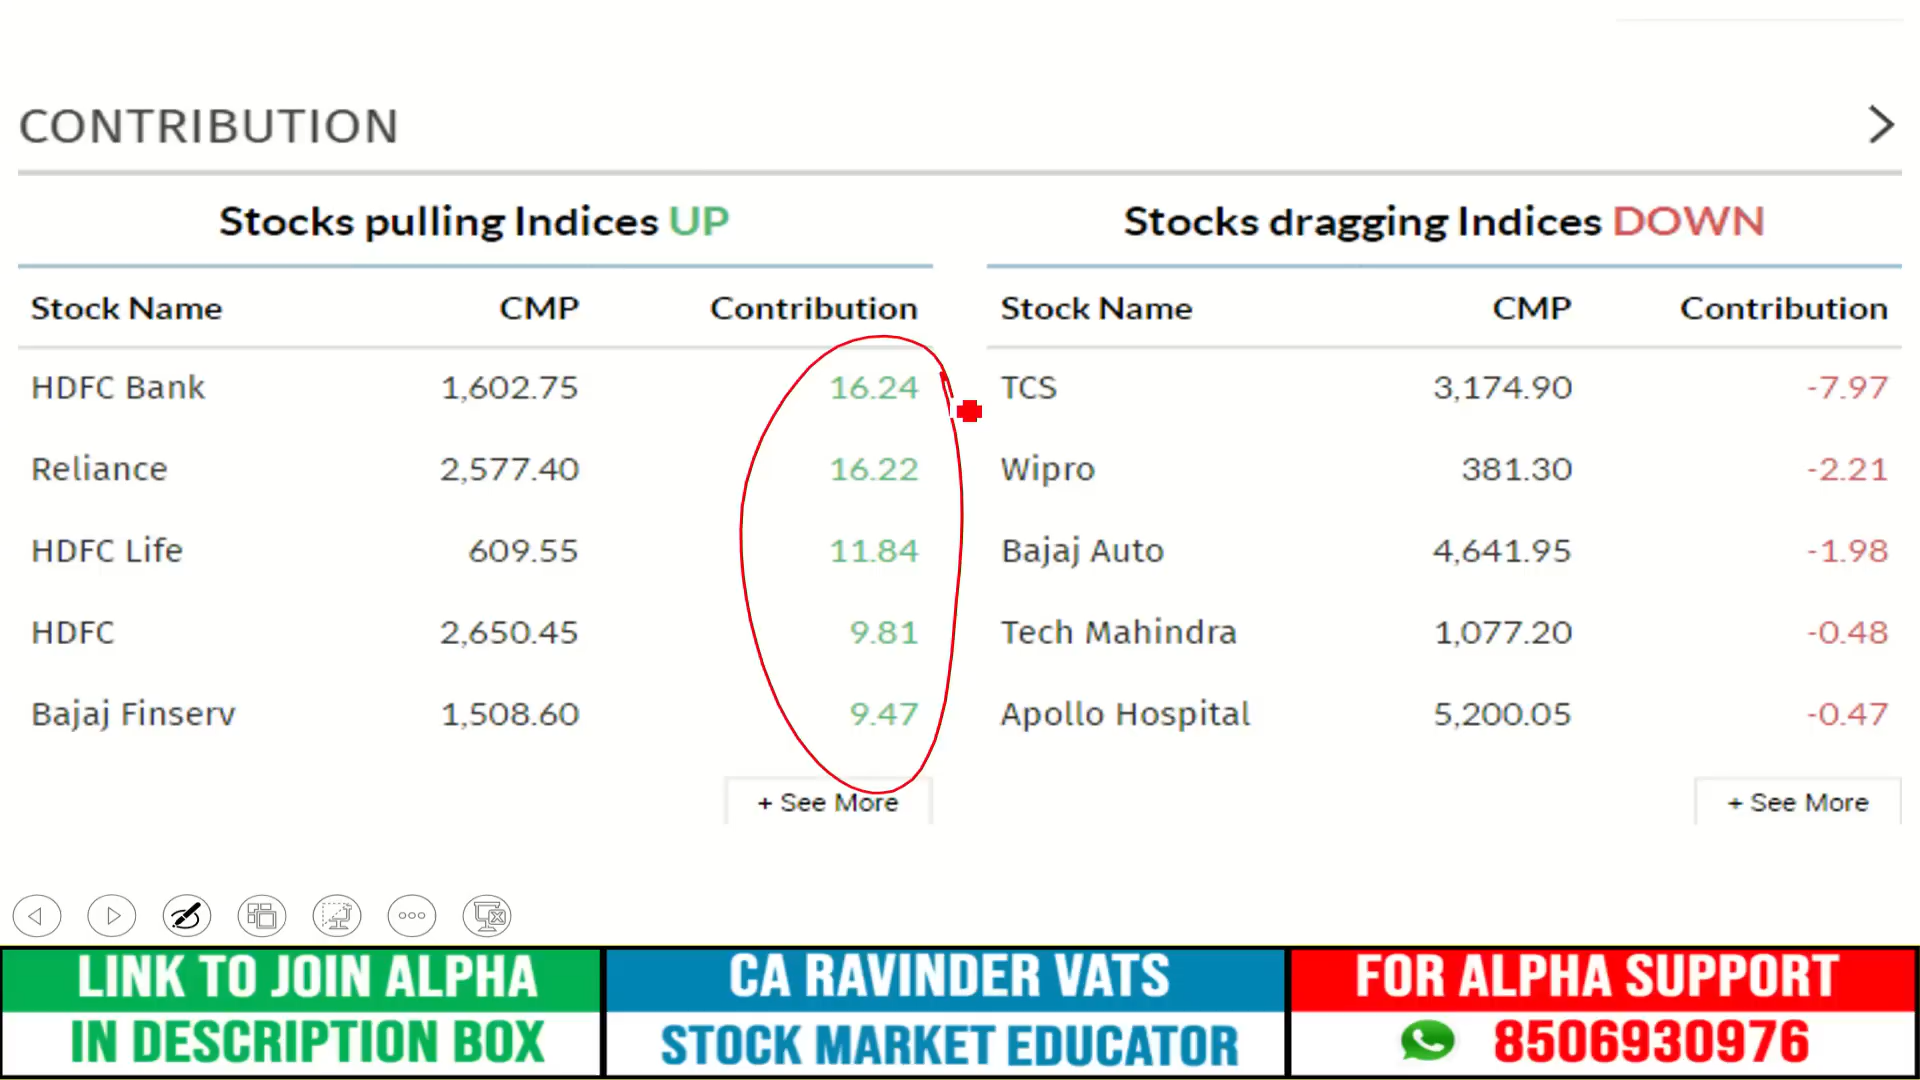 CONTRIBUTION
Stocks pulling Indices UP
Stock Name CMP Contribution
HDFC Bank 1,602.75 16.24
Reliance 2,577.40 16.22
HDFC Life 609.55 11.84
HDFC 2,650.45 9.81
Bajaj Finserv 1,508.60 9.47
+ See More
Stocks dragging Indices DOWN
Stock Name CMP Contribution
TCS 3,174.90 -7.97
Wipro 381.30 -2.21
Bajaj Auto 4,641.95 -1.98
Tech Mahindra 1,077.20 -0.48
Apollo Hospital 5,200.05 -0.47
+ See More
LINK TO JOIN ALPHA
IN DESCRIPTION BOX
CA RAVINDER VATS
STOCK MARKET EDUCATOR
FOR ALPHA SUPPORT
8506930976